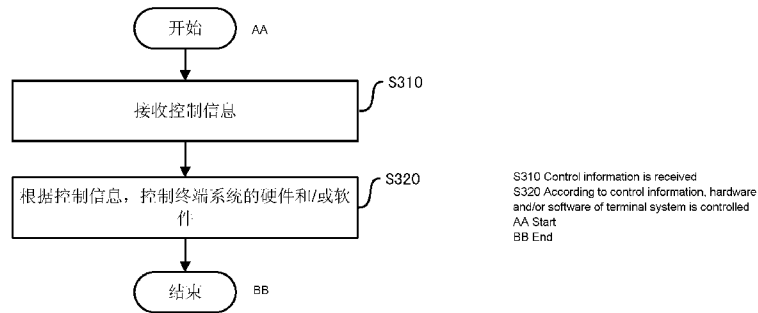 开始
AA
S310
接收控制信息
S320
根据控制信息，控制终端系统的硬件和/或软
件
结束
BB
S310 Control information is received
S320 According to control information, hardware
and/or software of terminal system is controlled
AA Start
BB End